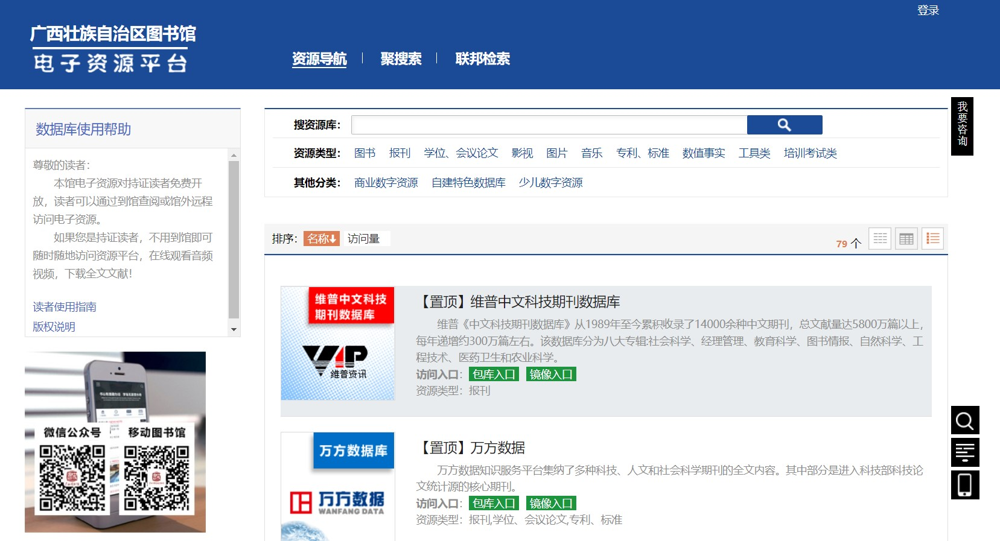 登录
广西壮族自治区图书馆
电子资源平台
资源导航
聚搜索
联邦检索
数据库使用帮助
尊敬的读者：
本馆电子资源对持证读者免费开
放，读者可以通过到馆查阅或馆外远程
访问电子资源。
如果您是持证读者，不用到馆即可
随时随地访问资源平台，在线观看音频
视频，下载全文文献！
读者使用指南
版权说明
微信公众号 移动图书馆
搜资源库：
资源类型： 图书 报刊 学位、会议论文 影视 图片 音乐 专利、标准 数值事实 工具类 培训考试类
其他分类： 商业数字资源 自建特色数据库 少儿数字资源
我要咨询
排序： 名称 访问量
79 个
维普中文科技
期刊数据库
VIP
维普资讯
【置顶】维普中文科技期刊数据库
维普《中文科技期刊数据库》从1989年至今累积收录了14000余种中文期刊，总文献量达5800万篇以上，
每年递增约300万篇左右。该数据库分为八大专辑:社会科学、经理管理、教育科学、图书情报、自然科学、工
程技术、医药卫生和农业科学。
访问入口： 包库入口 镜像入口
资源类型：报刊
万方数据库
万方数据
WANFANG DATA
【置顶】万方数据
万方数据知识服务平台集纳了多种科技、人文和社会科学期刊的全文内容。其中部分是进入科技部科技论
文统计源的核心期刊。
访问入口： 包库入口 镜像入口
资源类型：报刊,学位、会议论文,专利、标准